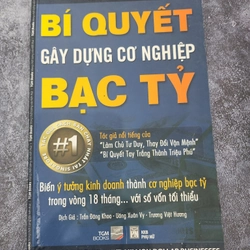 BÍ QUYẾT
GÂY DỰNG CƠ NGHIỆP
BẠC TỶ
#1
Tác giả nổi tiếng của
"Làm Chủ Tư Duy, Thay Đổi Vận Mệnh"
"Bí Quyết Tay Trắng Thành Triệu Phú"
Biến ý tưởng kinh doanh thành cơ nghiệp bạc tỷ
trong vòng 18 tháng... với số vốn tối thiểu
Dịch Giả : Trần Đăng Khoa - Uông Xuân Vy - Trương Việt Hương
TGM
BOOKS
PHỤ NỮ